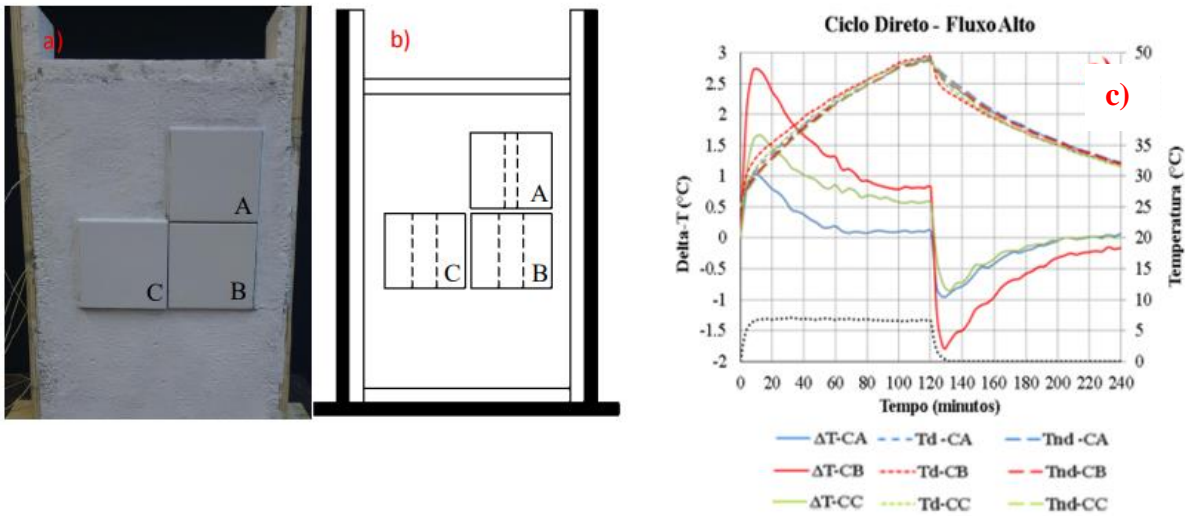 a)
A
C
B
b)
A
C
B
Ciclo Direto - Fluxo Alto
c)
3
2.5
2
1.5
1
0.5
0
-0.5
-1
-1.5
-2
Delta-T (°C)
50
35
30
25
20
15
10
5
0
Temperatura (°C)
0 20 40 60 80 100 120 140 160 180 200 220 240
Tempo (minutos)
ΔT-CA Td -CA Tnd -CA
ΔT-CB Td-CB Tnd-CB
ΔT-CC Td-CC Tnd-CC